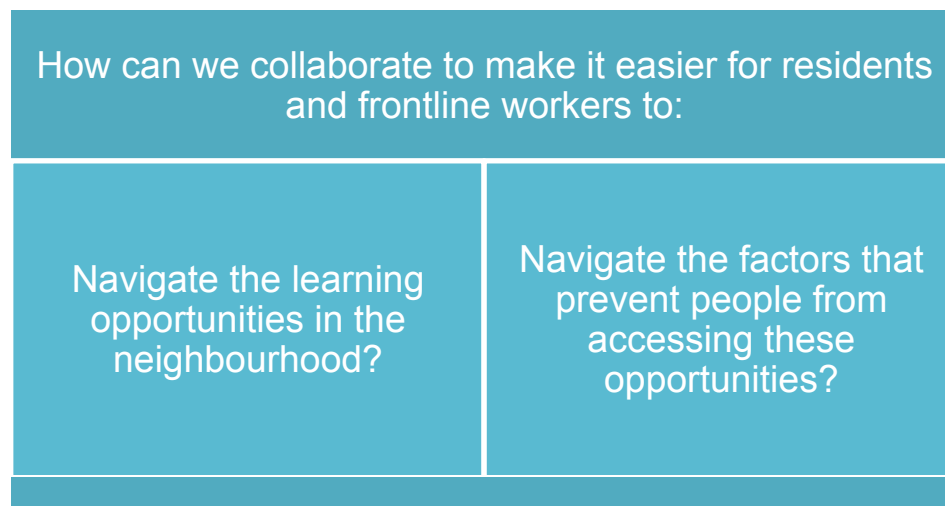 How can we collaborate to make it easier for residents
and frontline workers to:
Navigate the learning
opportunities in the
neighbourhood?
Navigate the factors that
prevent people from
accessing these
opportunities?